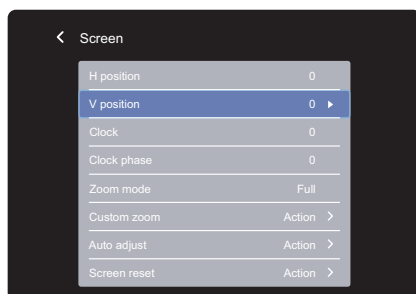 Screen
H position 0
V position 0
Clock 0
Clock phase 0
Zoom mode Full
Custom zoom Action
Auto adjust Action
Screen reset Action